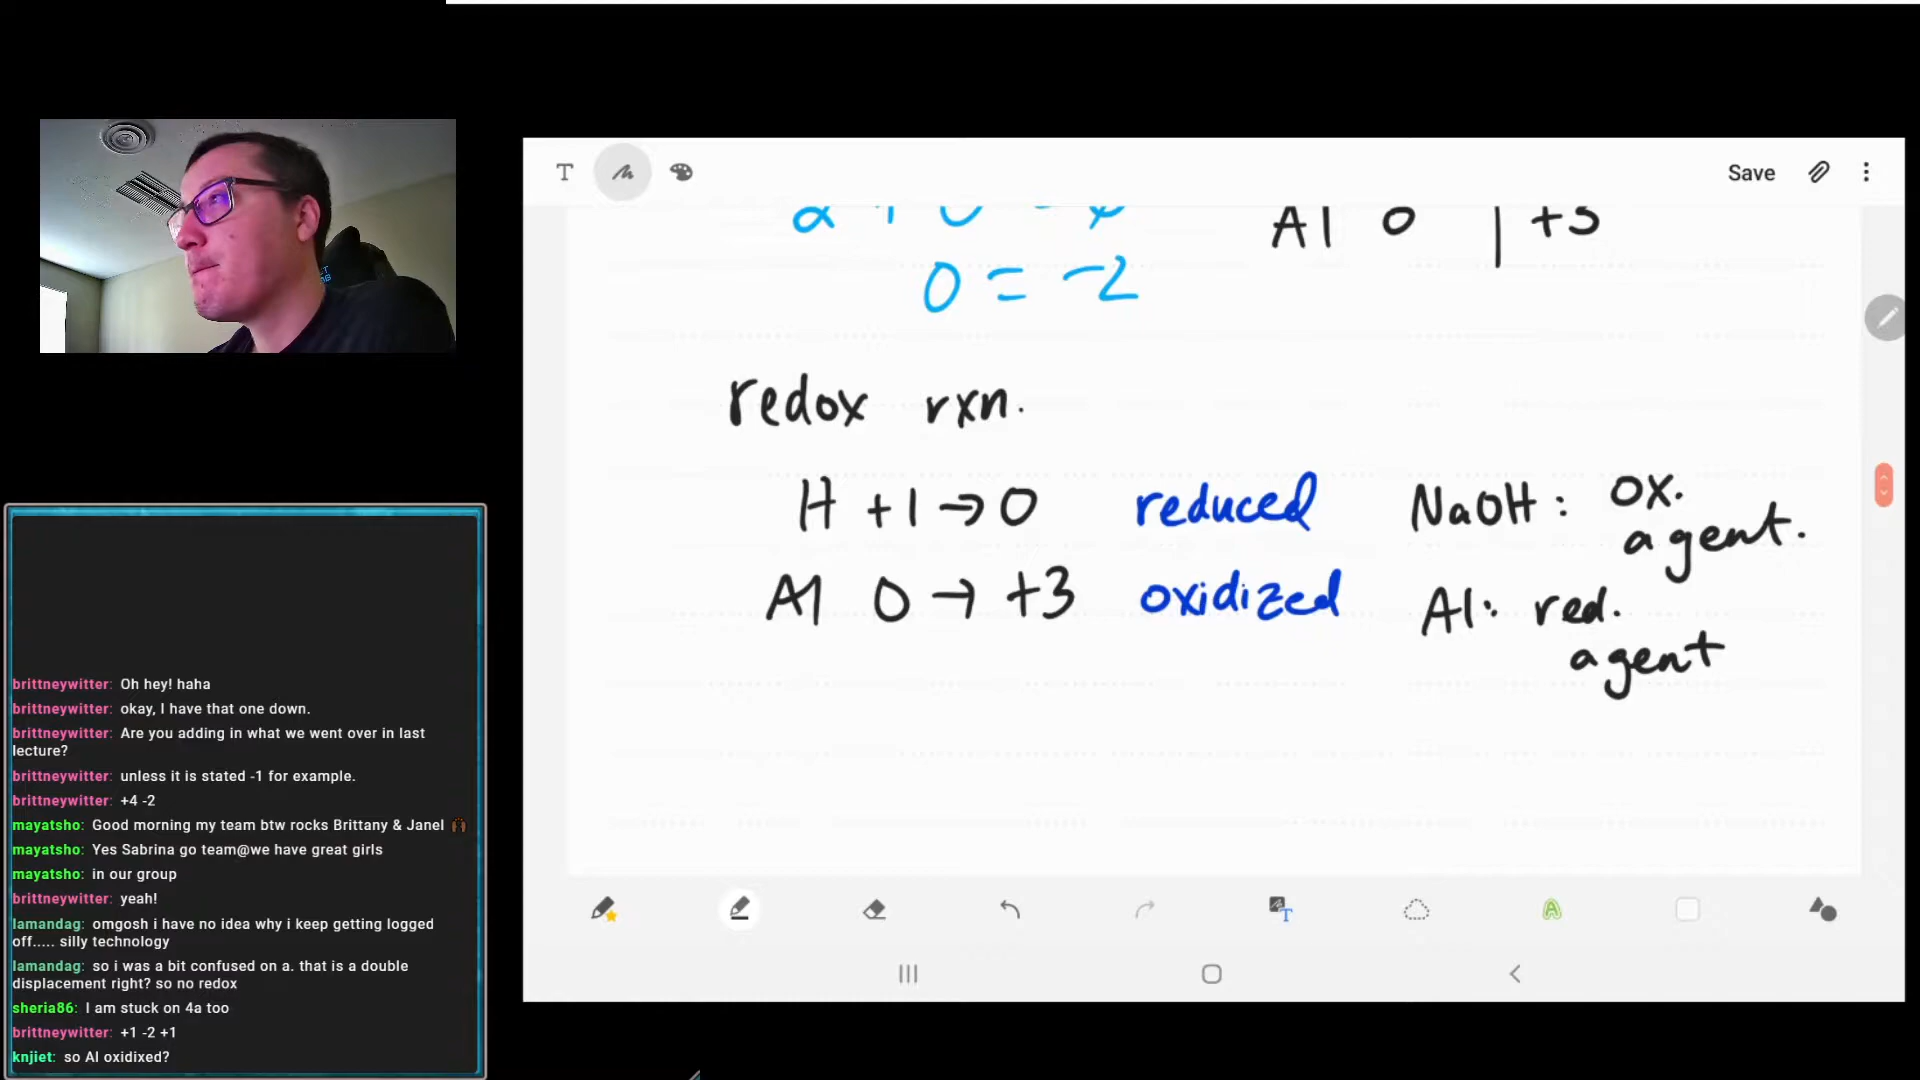 T
Save
Al 0 | +3
0 = -2
redox rxn.
H +1 → 0 reduced
NaOH: ox.
agent.
Al 0 → +3 oxidized
Al: red.
agent
brittneywitter: Oh hey! haha
brittneywitter: okay, I have that one down.
brittneywitter: Are you adding in what we went over in last
lecture?
brittneywitter: unless it is stated -1 for example.
brittneywitter: +4 -2
mayatsho: Good morning my team btw rocks Brittany & Janel
mayatsho: Yes Sabrina go team@we have great girls
mayatsho: in our group
brittneywitter: yeah!
lamandag: omgosh i have no idea why i keep getting logged
off..... silly technology
lamandag: so i was a bit confused on a. that is a double
displacement right? so no redox
sheria86: I am stuck on 4a too
brittneywitter: +1 -2 +1
knjiet: so Al oxidixed?